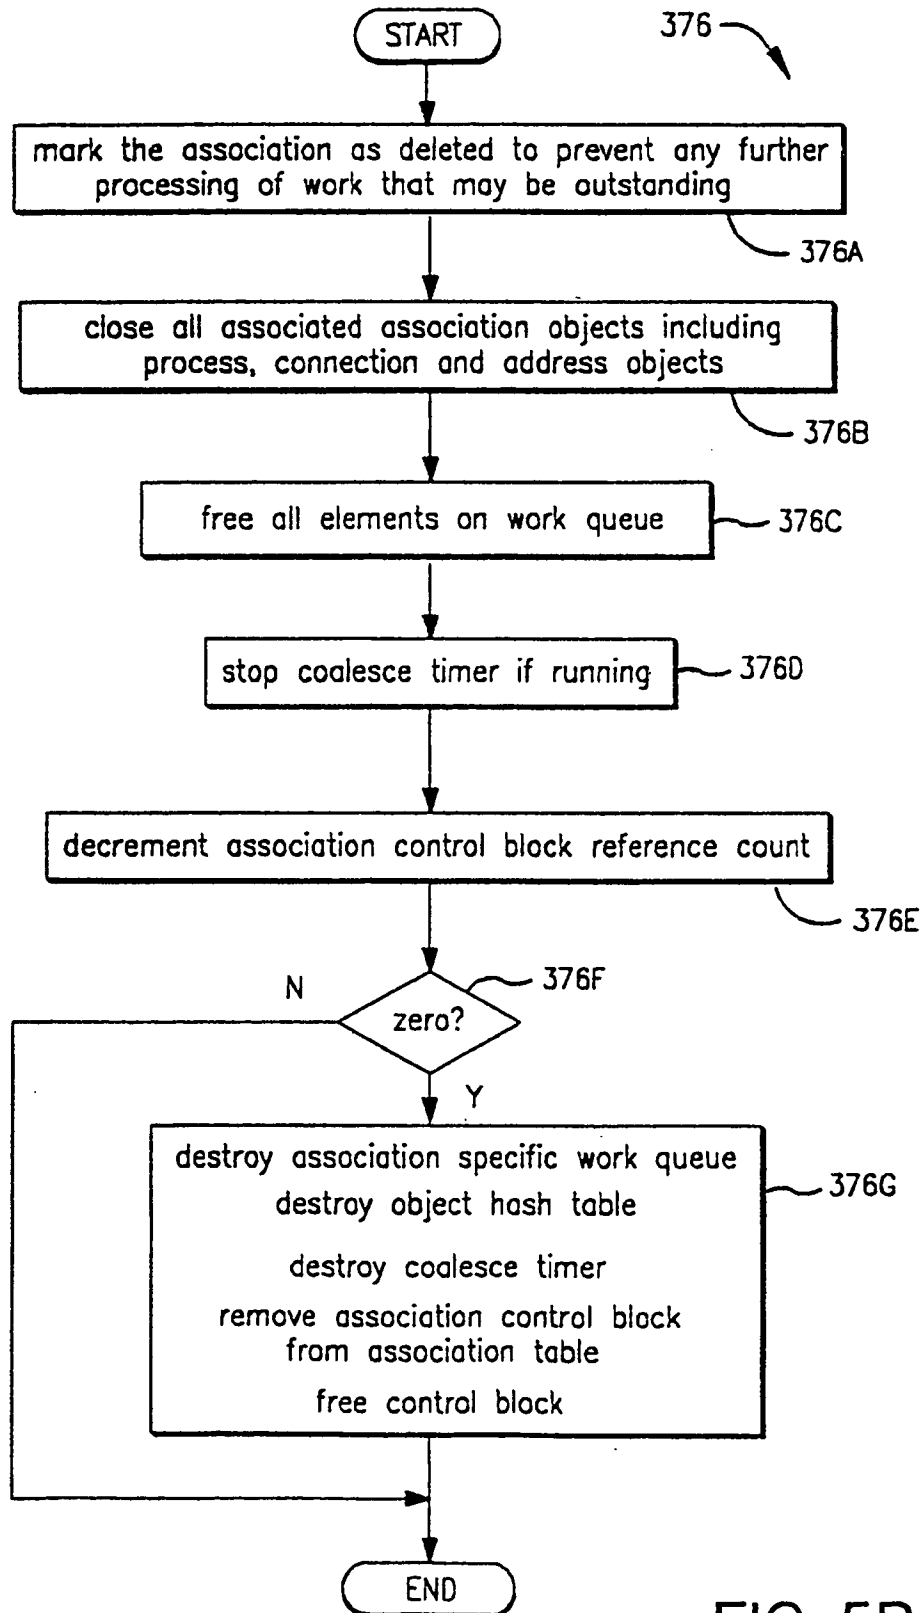 START
376
mark the association as deleted to prevent any further
processing of work that may be outstanding
376A
close all associated association objects including
process, connection and address objects
376B
free all elements on work queue
376C
stop coalesce timer if running
376D
decrement association control block reference count
376E
376F
N
zero?
Y
destroy association specific work queue
376G
destroy object hash table
destroy coalesce timer
remove association control block
from association table
free control block
END